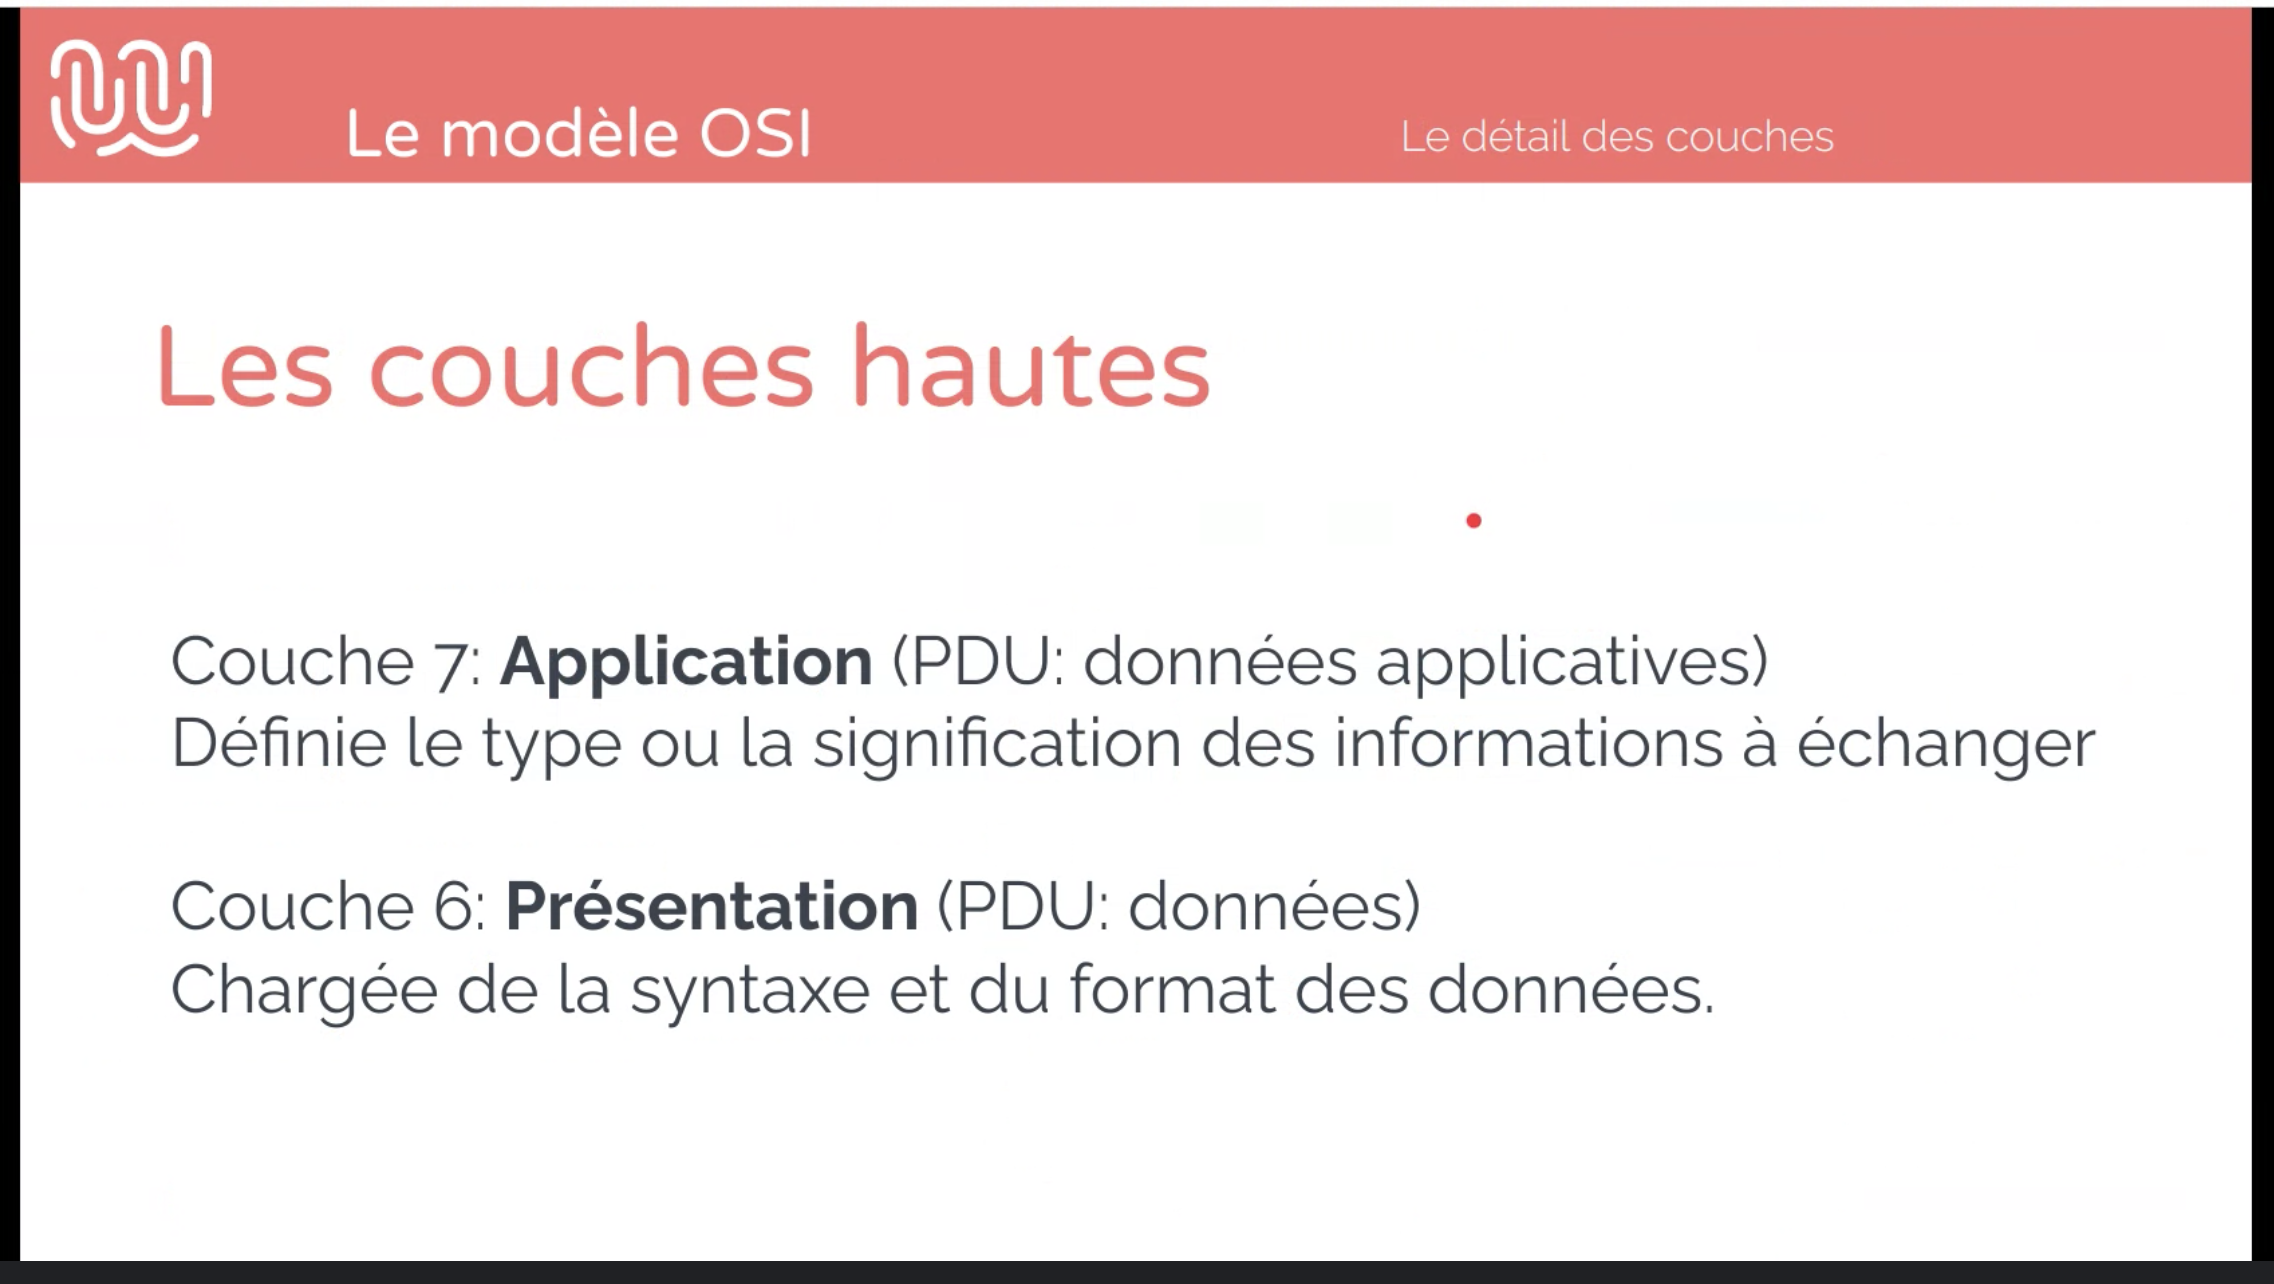 Le modèle OSI
Le détail des couches
Les couches hautes
Couche 7: Application (PDU: données applicatives)
Définie le type ou la signification des informations à échanger
Couche 6: Présentation (PDU: données)
Chargée de la syntaxe et du format des données.